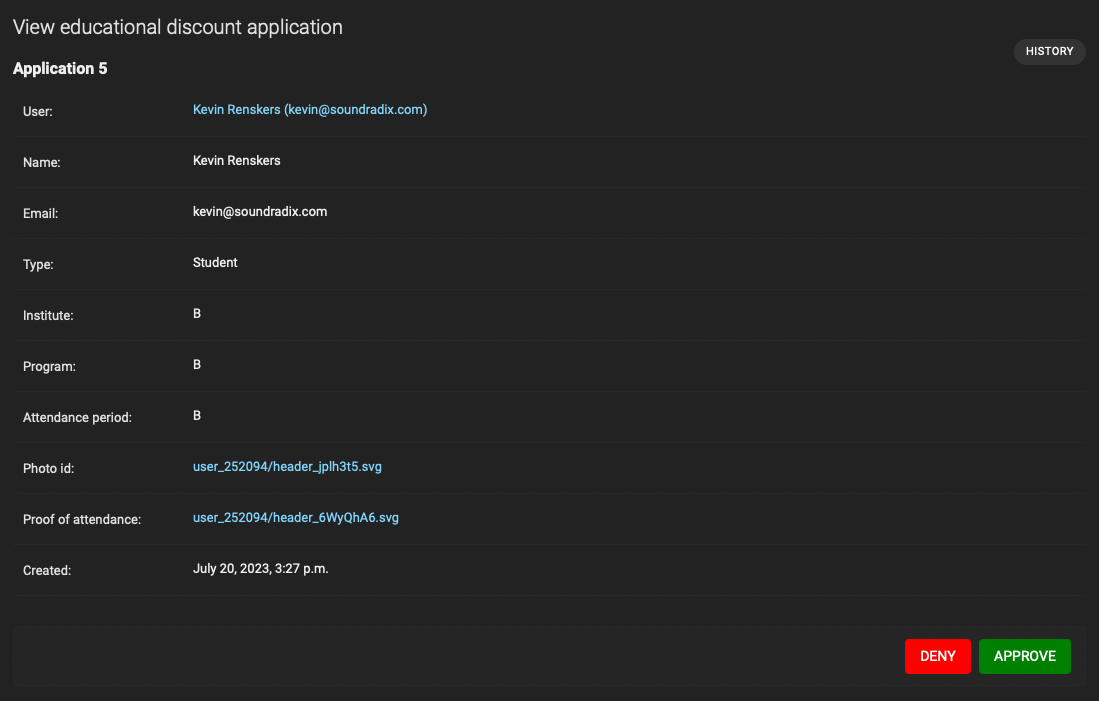 View educational discount application
HISTORY
Application 5
User: Kevin Renskers (kevin@soundradix.com)
Name: Kevin Renskers
Email: kevin@soundradix.com
Type: Student
Institute: B
Program: B
Attendance period: B
Photo id: user_252094/header_jplh3t5.svg
Proof of attendance: user_252094/header_6WyQhA6.svg
Created: July 20, 2023, 3:27 p.m.
DENY APPROVE